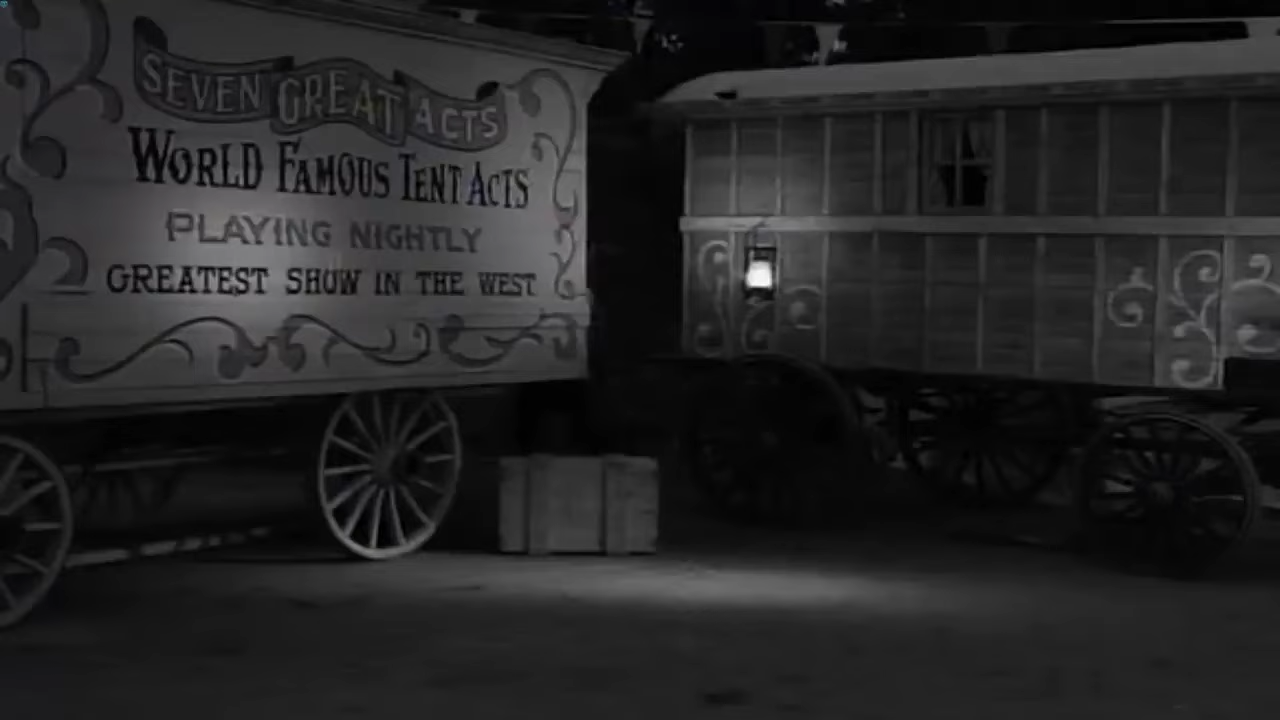 SEVEN GREAT ACTS
WORLD FAMOUS TENT ACTS
PLAYING NIGHTLY
GREATEST SHOW IN THE WEST